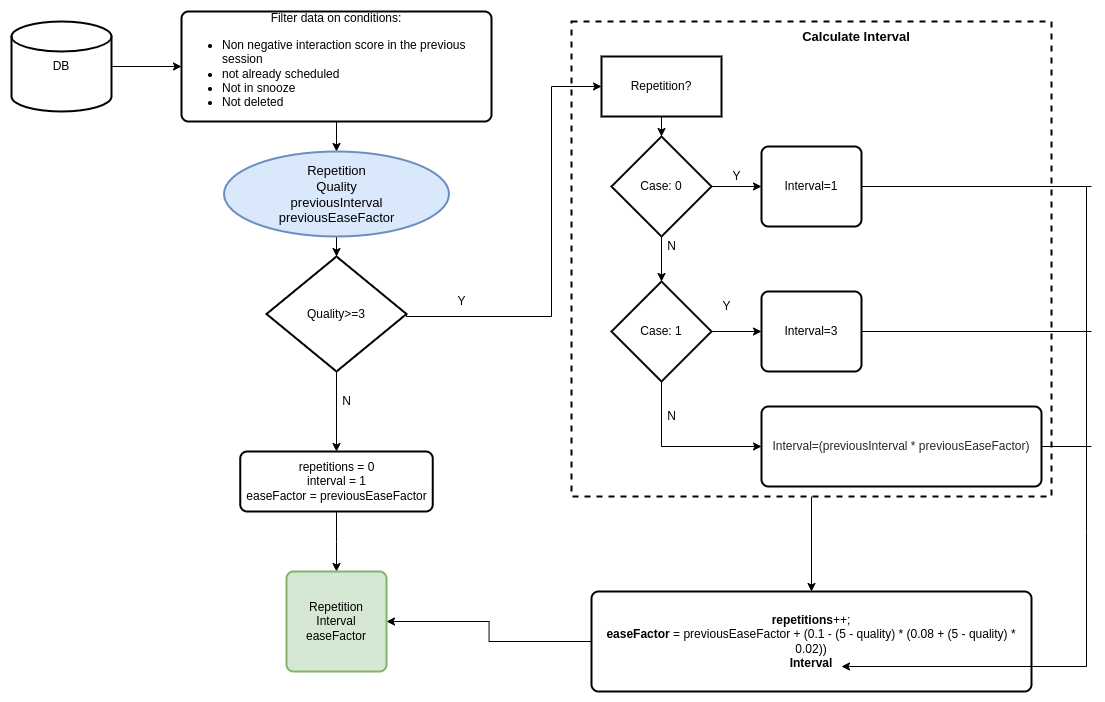 DB
Filter data on conditions:
Non negative interaction score in the previous
session
not already scheduled
Not in snooze
Not deleted
Repetition
Quality
previousInterval
previousEaseFactor
Quality>=3
Y
N
repetitions = 0
interval = 1
easeFactor = previousEaseFactor
Repetition
Interval
easeFactor
Calculate Interval
Repetition?
Case: 0
Y
Interval=1
N
Case: 1
Y
Interval=3
N
Interval=(previousInterval * previousEaseFactor)
repetitions++;
easeFactor = previousEaseFactor + (0.1 - (5 - quality) * (0.08 + (5 - quality) *
0.02))
Interval